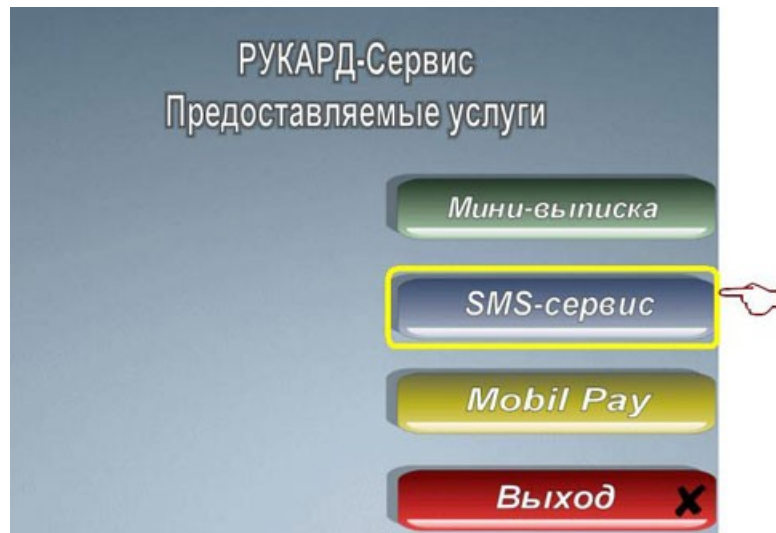 РУКАРД-Сервис
Предоставляемые услуги
Мини-выписка
SMS-сервис
Mobil Pay
Выход